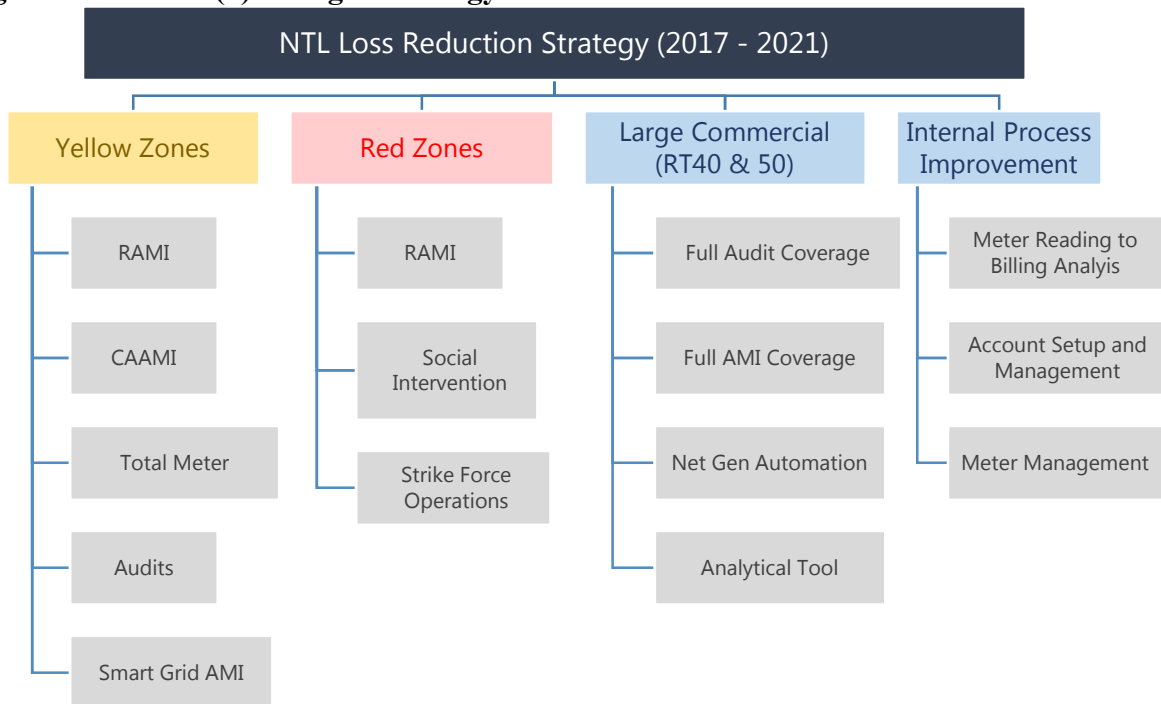 NTL Loss Reduction Strategy (2017 - 2021)
Yellow Zones
RAMI
CAAMI
Total Meter
Audits
Smart Grid AMI
Red Zones
RAMI
Social
Intervention
Strike Force
Operations
Large Commercial
(RT40 & 50)
Full Audit Coverage
Full AMI Coverage
Net Gen Automation
Analytical Tool
Internal Process
Improvement
Meter Reading to
Billing Analyis
Account Setup and
Management
Meter Management